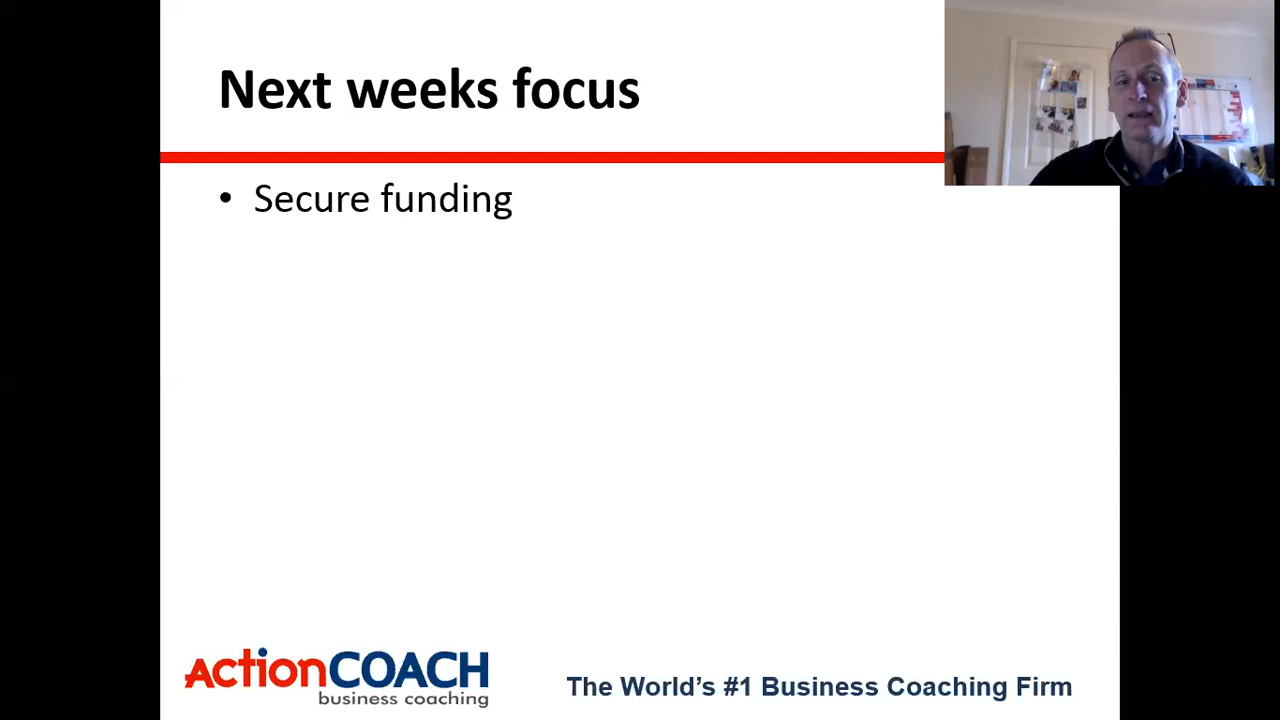 Next weeks focus
• Secure funding
ActionCOACH
business coaching
The World's #1 Business Coaching Firm